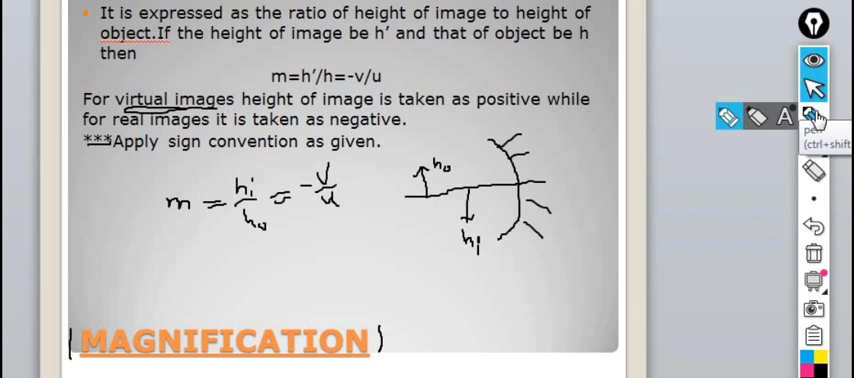 It is expressed as the ratio of height of image to height of
object.If the height of image be h’ and that of object be h
then
m=h’/h=-v/u
For virtual images height of image is taken as positive while
for real images it is taken as negative.
***Apply sign convention as given.
m = hi/ho = -v/u
ho
hi
(MAGNIFICATION)
A
pen
(ctrl+shift